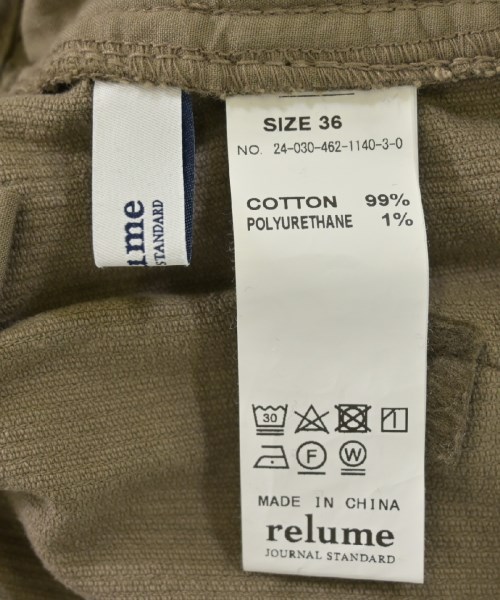 SIZE 36
NO. 24-030-462-1140-3-0
COTTON 99%
POLYURETHANE 1%
30
F W
MADE IN CHINA
relume
JOURNAL STANDARD
ume
STANDARD